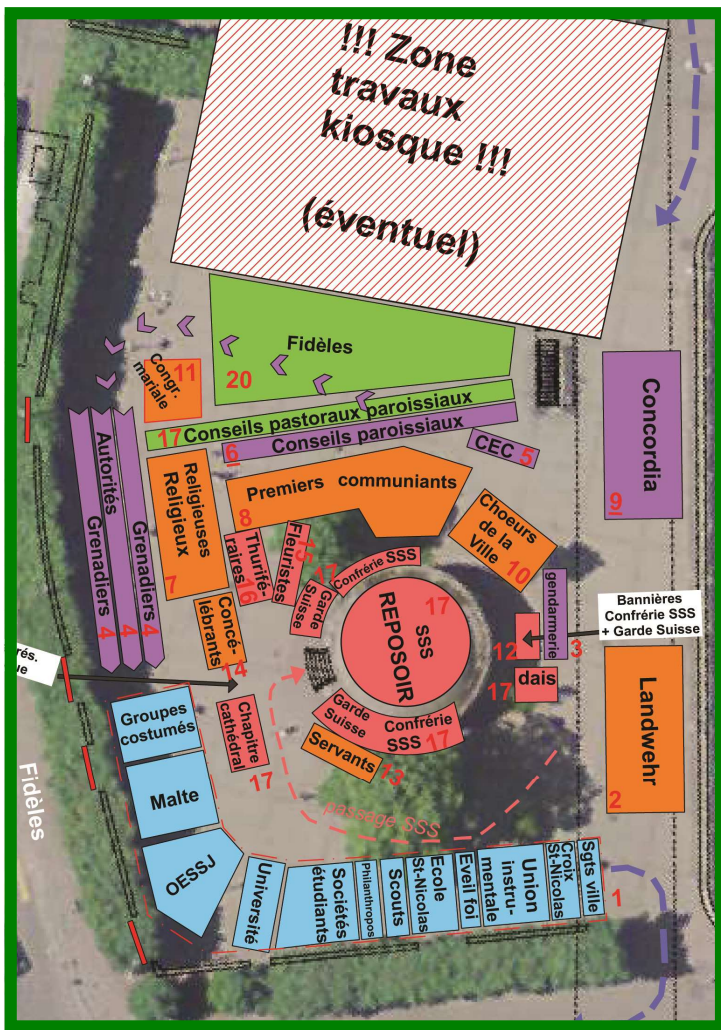 !!! Zone
travaux
kiosque !!!
(éventuel)
Fidèles
20
Congr.
mariale
11
17
Conseils pastoraux paroissiaux
6
Conseils paroissiaux
CEC
5
Concordia
9
Autorités
Grenadiers
Grenadiers
4
4
4
Religieuses
Religieux
7
Premiers communiants
8
Choeurs
de la
Ville
10
Thurifé-
raires
16
Fleuristes
15
17
Garde
Suisse
Confrérie SSS
17
SSS
REPOSOIR
gendarmerie
3
12
Bannières
Confrérie SSS
+ Garde Suisse
dais
17
Concé-
lébrants
14
rés.
ue
Landwehr
2
Groupes
costumés
Chapitre
cathédral
17
Garde
Suisse
Confrérie
SSS
17
Servants
13
passage SSS
Malte
OESSJ
Fidèles
Université
Sociétés
étudiants
Philanthropos
Scouts
Ecole
St-Nicolas
Eveil foi
Union
instru-
mentale
Croix
St-Nicolas
Sgts ville
1